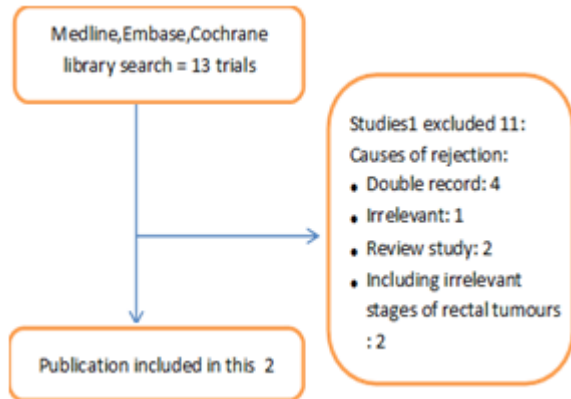 Medline,Embase,Cochrane
library search = 13 trials
Studies1 excluded 11:
Causes of rejection:
• Double record: 4
• Irrelevant: 1
• Review study: 2
• Including irrelevant
stages of rectal tumours
: 2
Publication included in this 2